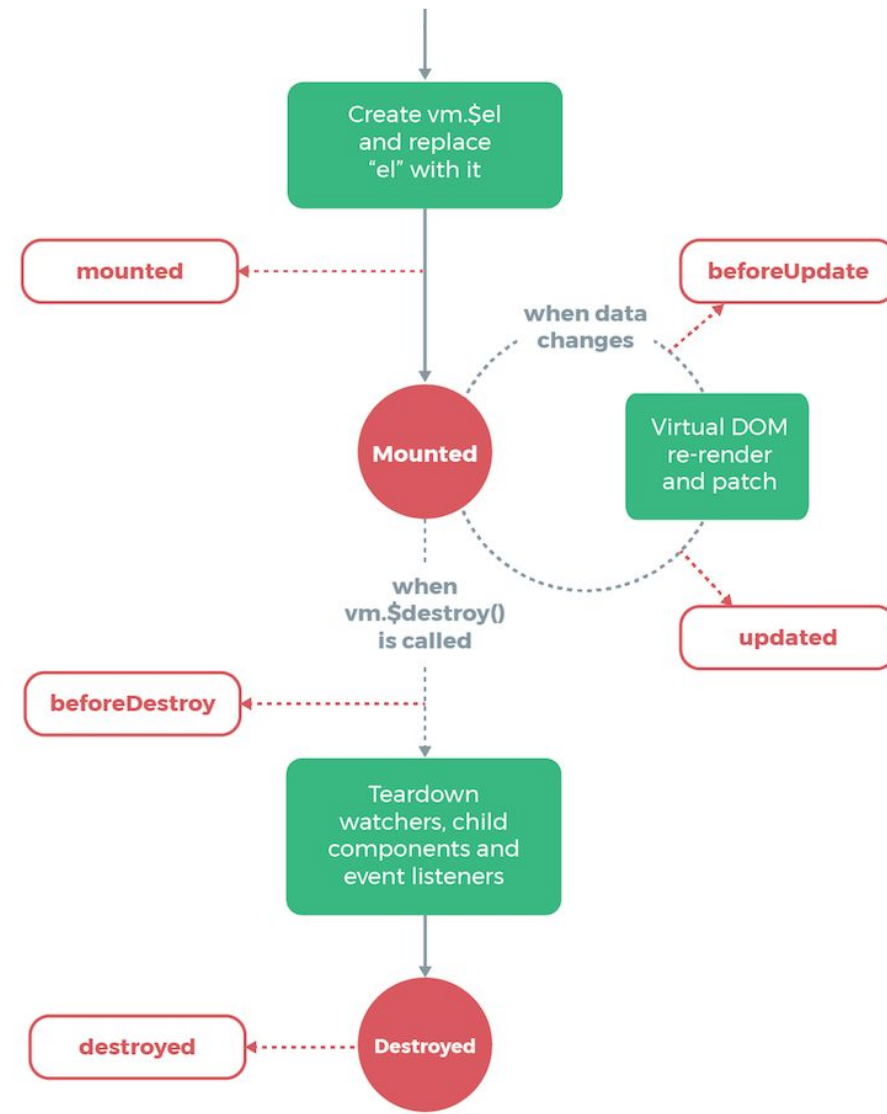 Create vm.$el
and replace
“el” with it
mounted
beforeUpdate
when data
changes
Mounted
Virtual DOM
re-render
and patch
when
vm.$destroy()
is called
updated
beforeDestroy
Teardown
watchers, child
components and
event listeners
destroyed
Destroyed